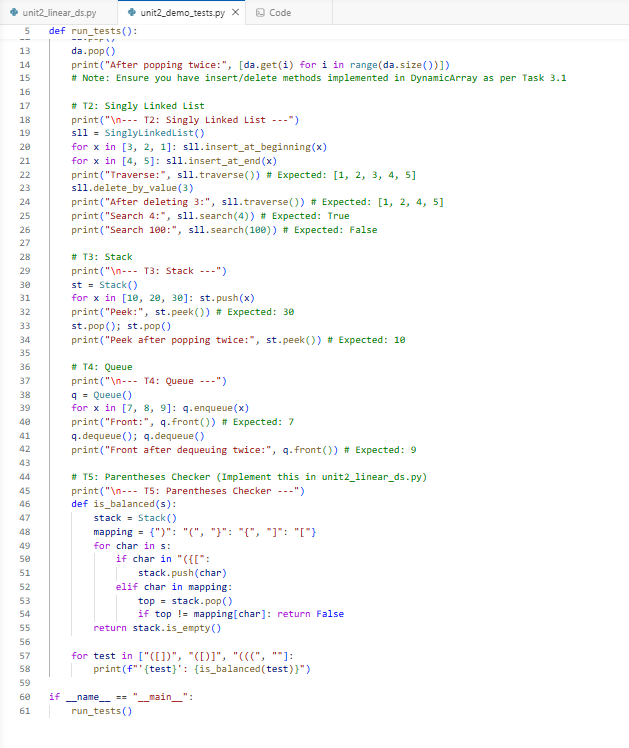 unit2_linear_ds.py unit2_demo_tests.py Code
5 def run_tests():
13 da.pop()
14 print("After popping twice:", [da.get(i) for i in range(da.size())])
15 # Note: Ensure you have insert/delete methods implemented in DynamicArray as per Task 3.1
16
17 # T2: Singly Linked List
18 print("\n--- T2: Singly Linked List ---")
19 sll = SinglyLinkedList()
20 for x in [3, 2, 1]: sll.insert_at_beginning(x)
21 for x in [4, 5]: sll.insert_at_end(x)
22 print("Traverse:", sll.traverse()) # Expected: [1, 2, 3, 4, 5]
23 sll.delete_by_value(3)
24 print("After deleting 3:", sll.traverse()) # Expected: [1, 2, 4, 5]
25 print("Search 4:", sll.search(4)) # Expected: True
26 print("Search 100:", sll.search(100)) # Expected: False
27
28 # T3: Stack
29 print("\n--- T3: Stack ---")
30 st = Stack()
31 for x in [10, 20, 30]: st.push(x)
32 print("Peek:", st.peek()) # Expected: 30
33 st.pop(); st.pop()
34 print("Peek after popping twice:", st.peek()) # Expected: 10
35
36 # T4: Queue
37 print("\n--- T4: Queue ---")
38 q = Queue()
39 for x in [7, 8, 9]: q.enqueue(x)
40 print("Front:", q.front()) # Expected: 7
41 q.dequeue(); q.dequeue()
42 print("Front after dequeuing twice:", q.front()) # Expected: 9
43
44 # T5: Parentheses Checker (Implement this in unit2_linear_ds.py)
45 print("\n--- T5: Parentheses Checker ---")
46 def is_balanced(s):
47 stack = Stack()
48 mapping = {")": "(", "}": "{", "]": "["}
49 for char in s:
50 if char in "({[":
51 stack.push(char)
52 elif char in mapping:
53 top = stack.pop()
54 if top != mapping[char]: return False
55 return stack.is_empty()
56
57 for test in ["([])", "([)]", "(((", ""]:
58 print(f"'{test}': {is_balanced(test)}")
59
60 if __name__ == "__main__":
61 run_tests()